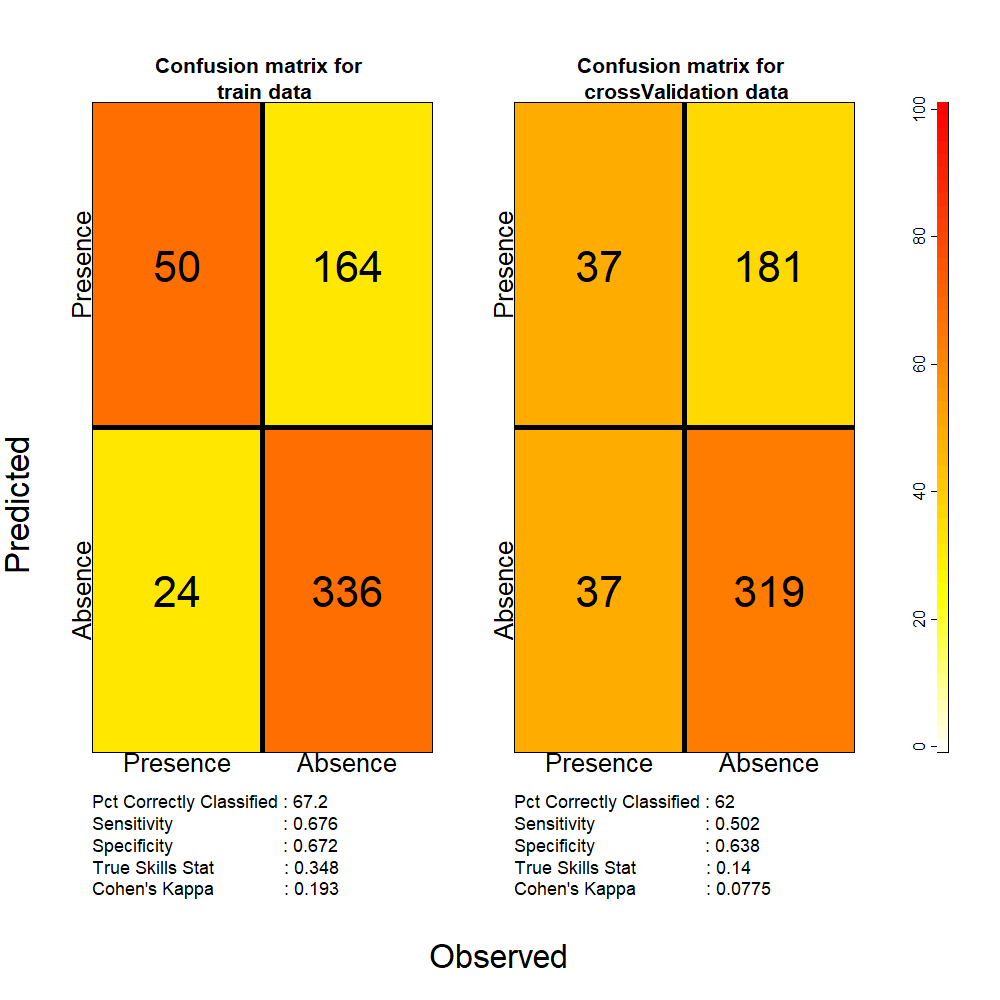 Confusion matrix for
train data
Confusion matrix for
crossValidation data
Presence
50
164
Presence
37
181
Absence
24
336
Absence
37
319
Presence
Absence
Presence
Absence
Predicted
100
80
60
40
20
0
Pct Correctly Classified : 67.2
Sensitivity : 0.676
Specificity : 0.672
True Skills Stat : 0.348
Cohen's Kappa : 0.193
Pct Correctly Classified : 62
Sensitivity : 0.502
Specificity : 0.638
True Skills Stat : 0.14
Cohen's Kappa : 0.0775
Observed